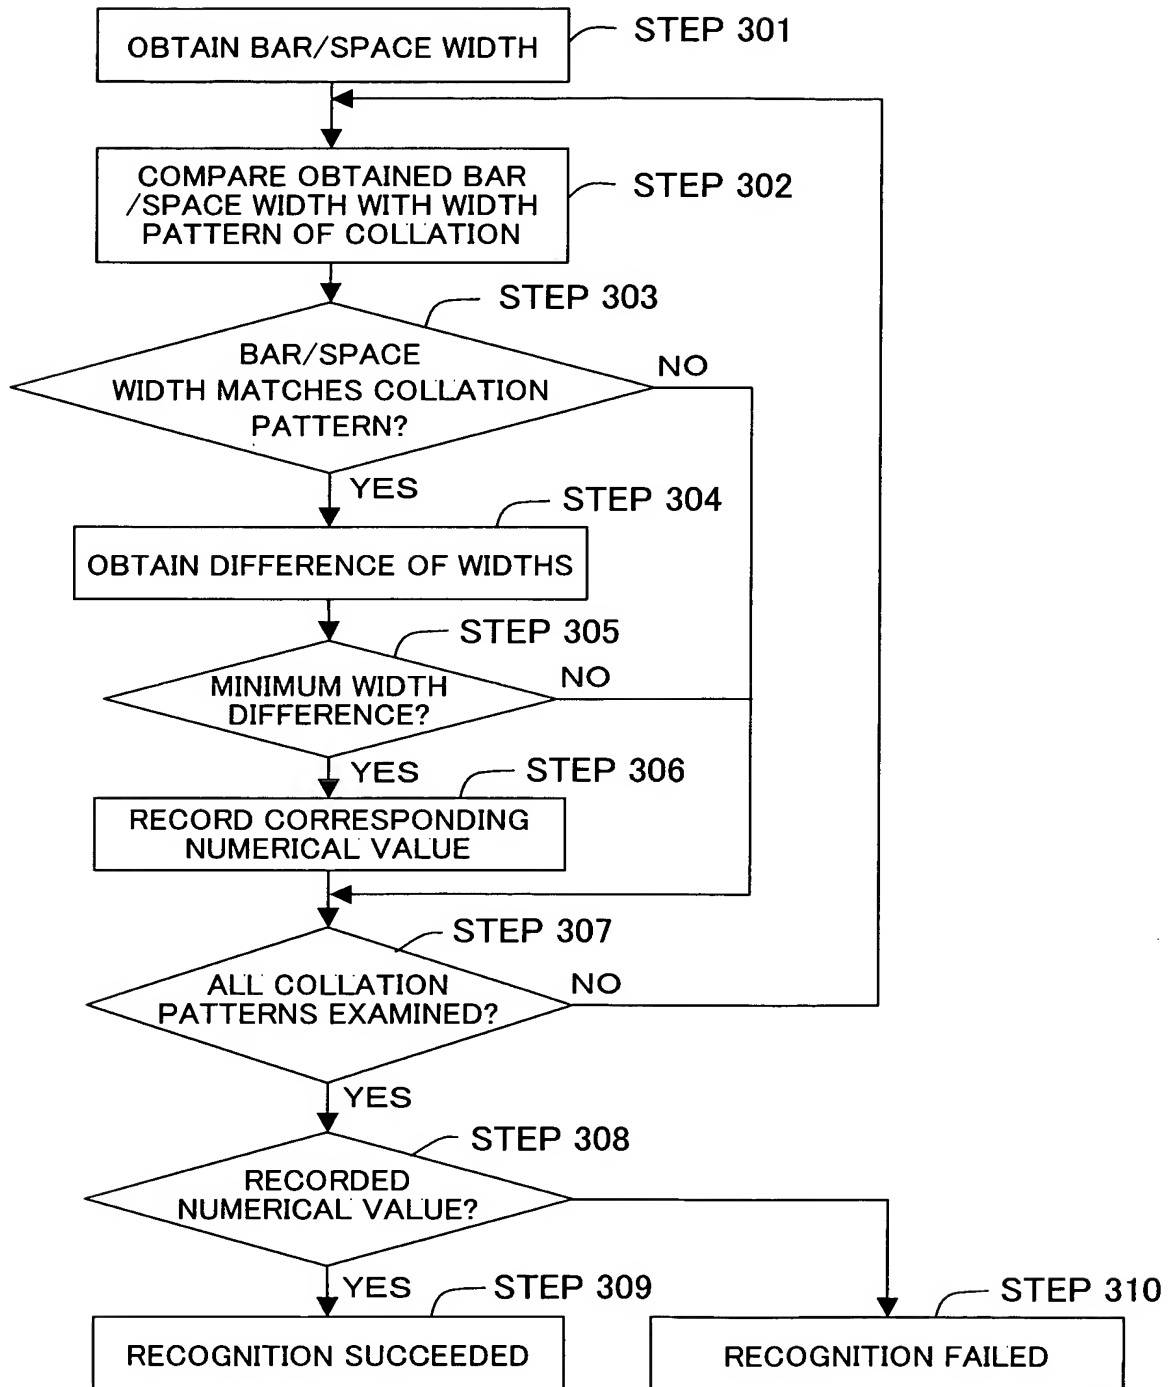 OBTAIN BAR/SPACE WIDTH
STEP 301
COMPARE OBTAINED BAR
/SPACE WIDTH WITH WIDTH
PATTERN OF COLLATION
STEP 302
STEP 303
BAR/SPACE
WIDTH MATCHES COLLATION
PATTERN?
NO
YES
STEP 304
OBTAIN DIFFERENCE OF WIDTHS
STEP 305
MINIMUM WIDTH
DIFFERENCE?
NO
YES
STEP 306
RECORD CORRESPONDING
NUMERICAL VALUE
STEP 307
ALL COLLATION
PATTERNS EXAMINED?
NO
YES
STEP 308
RECORDED
NUMERICAL VALUE?
YES
STEP 309
RECOGNITION SUCCEEDED
STEP 310
RECOGNITION FAILED